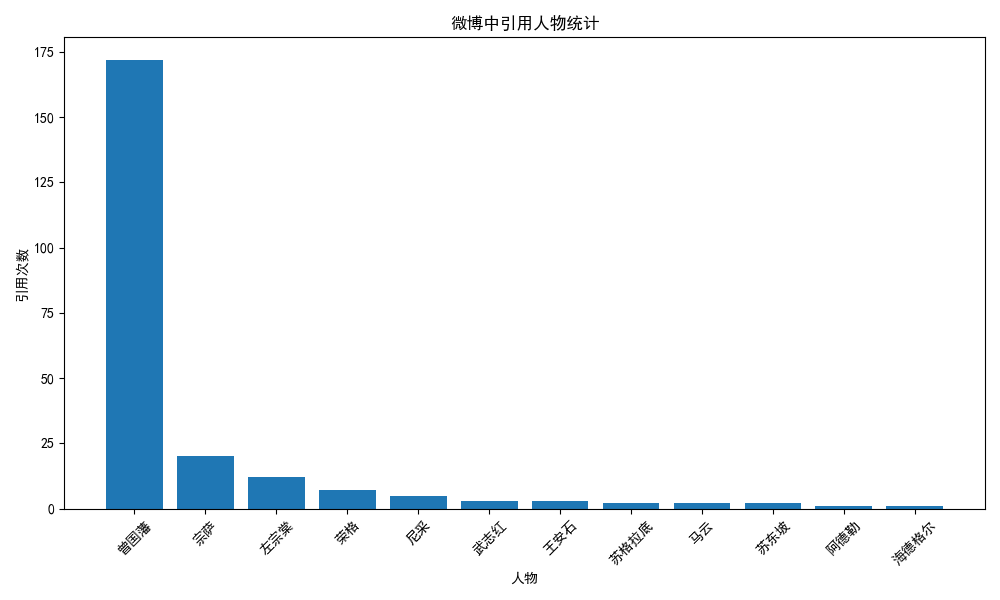 微博中引用人物统计
引用次数
175
150
125
100
75
50
25
0
曾国藩
宗萨
左宗棠
荣格
尼采
武志红
王安石
苏格拉底
马云
苏东坡
阿德勒
海德格尔
人物